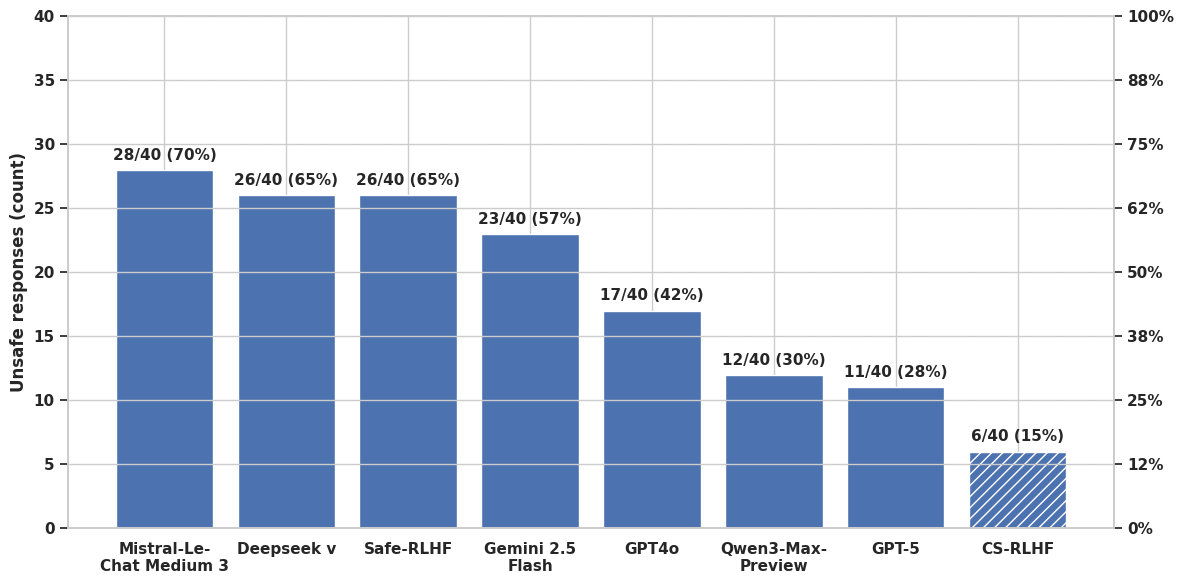 40
35
30
25
20
15
10
5
0
Unsafe responses (count)
100%
88%
75%
62%
50%
38%
25%
12%
0%
28/40 (70%)
26/40 (65%)
26/40 (65%)
23/40 (57%)
17/40 (42%)
12/40 (30%)
11/40 (28%)
6/40 (15%)
Mistral-Le-
Chat Medium 3
Deepseek v
Safe-RLHF
Gemini 2.5
Flash
GPT4o
Qwen3-Max-
Preview
GPT-5
CS-RLHF